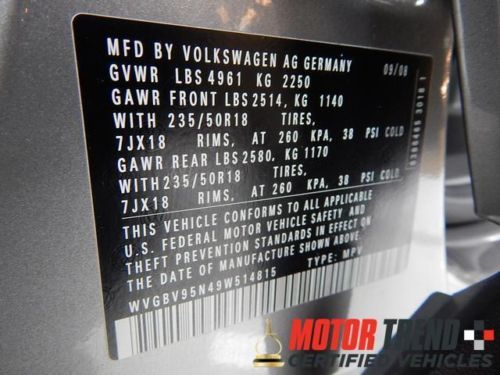 MFD BY VOLKSWAGEN AG GERMANY 09/08
GVWR LBS 4961 KG 2250
GAWR FRONT LBS 2514, KG 1140
WITH 235/50R18 TIRES,
7JX18 RIMS, AT 260 KPA, 38 PSI COLD
GAWR REAR LBS 2580, KG 1170
WITH 235/50R18 TIRES,
7JX18 RIMS, AT 260 KPA, 38 PSI COLD
THIS VEHICLE CONFORMS TO ALL APPLICABLE
U.S. FEDERAL MOTOR VEHICLE SAFETY AND
THEFT PREVENTION STANDARDS IN EFFECT ON
THE DATE OF MANUFACTURE SHOWN ABOVE.
WVGBV95N49W514815 TYPE: MPV
MOTOR TREND
CERTIFIED VEHICLES